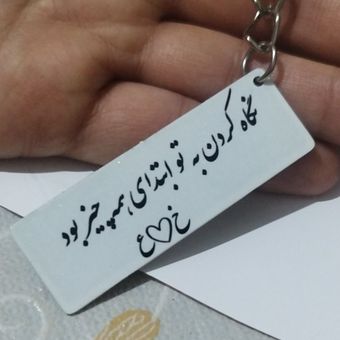 نگاه کردن به تو ابتدای همه چیز بود
خ♡ع